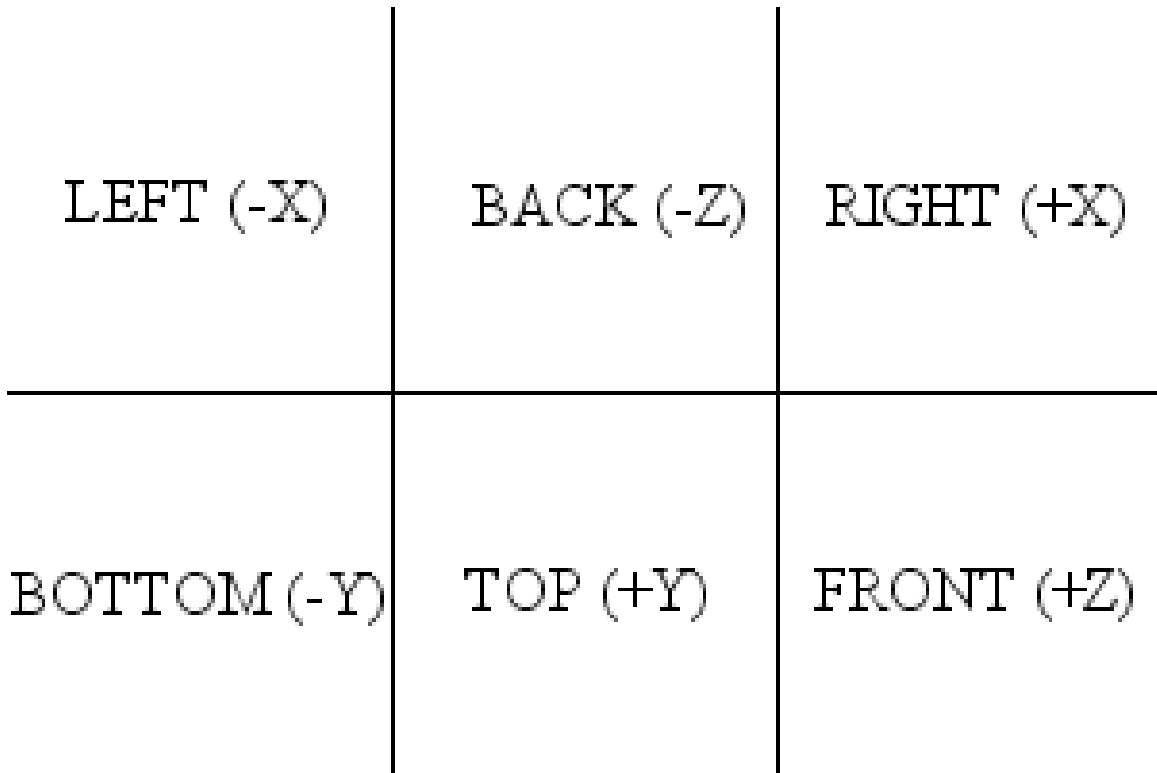 LEFT (-X)
BACK (-Z)
RIGHT (+X)
BOTTOM (-Y)
TOP (+Y)
FRONT (+Z)